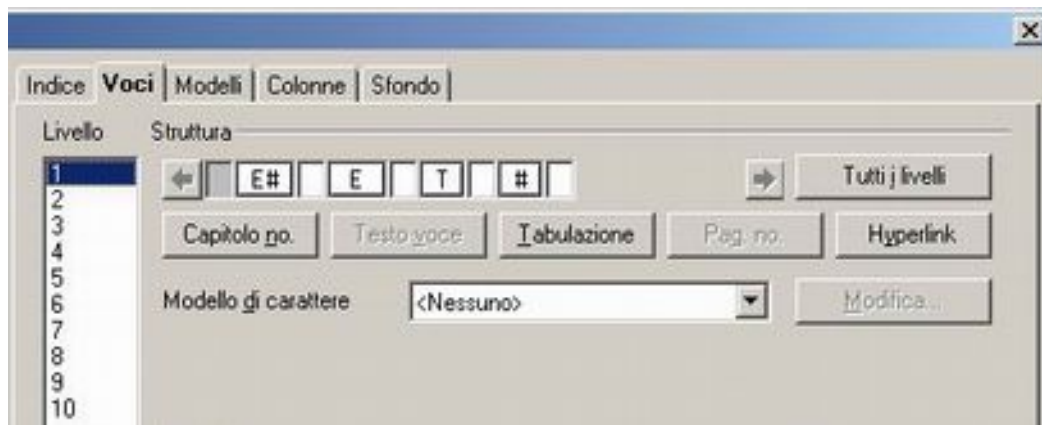 Indice Voci Modelli Colonne Sfondo
Livello Struttura
1 E# E T # Tutti i livelli
2
3 Capitolo no. Testo voce Tabulazione Pag. no. Hyperlink
4
5
6 Modello di carattere <Nessuno> Modifica...
7
8
9
10